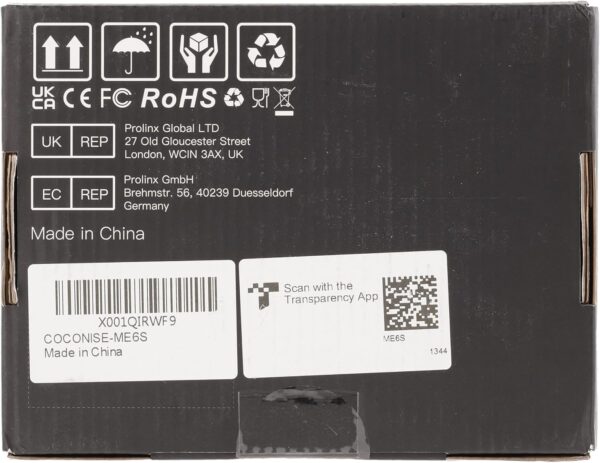 UK
CA CE FC RoHS
UK REP
Prolinx Global LTD
27 Old Gloucester Street
London, WCIN 3AX, UK
EC REP
Prolinx GmbH
Brehmstr. 56, 40239 Duesseldorf
Germany
Made in China
X001QIRWF9
COCONISE-ME6S
Made in China
Scan with the
Transparency App
ME6S
1344